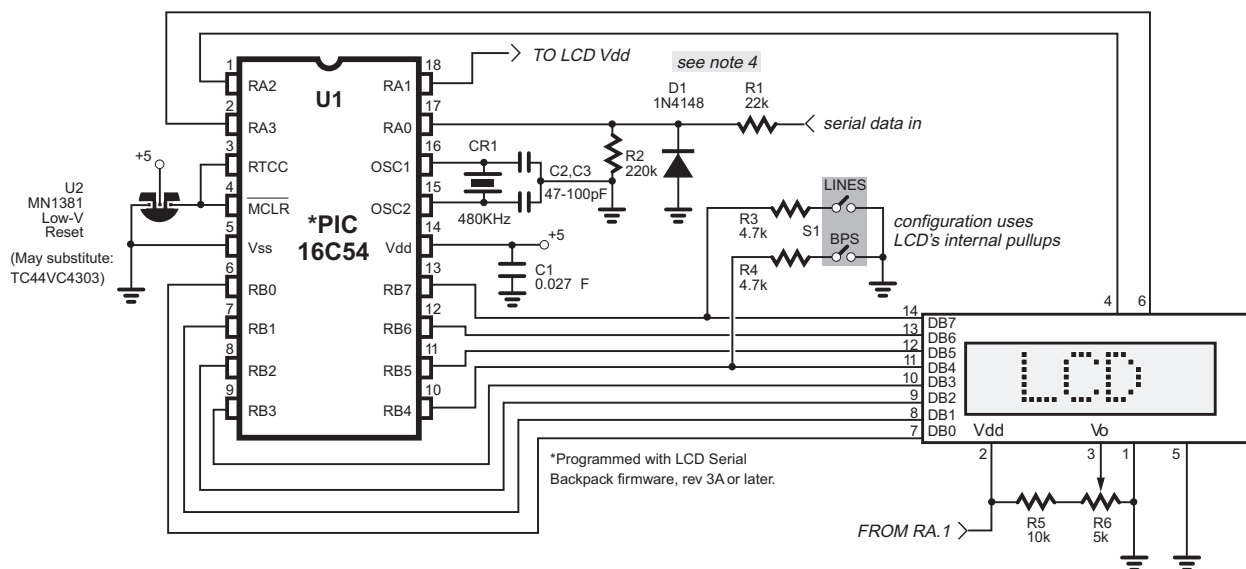 TO LCD Vdd
see note 4
D1
1N4148
R1
22k
serial data in
1
2
3
4
5
6
7
8
9
RA2
RA3
RTCC
MCLR
Vss
RB0
RB1
RB2
RB3
U1
*PIC
16C54
18
17
16
15
14
13
12
11
10
RA1
RA0
OSC1
OSC2
Vdd
RB7
RB6
RB5
RB4
+5
U2
MN1381
Low-V
Reset
(May substitute:
TC44VC4303)
CR1
480KHz
C2,C3
47-100pF
R2
220k
+5
C1
0.027 F
R3
4.7k
R4
4.7k
S1
LINES
BPS
configuration uses
LCD's internal pullups
4
6
14
13
12
11
10
9
8
7
DB7
DB6
DB5
DB4
DB3
DB2
DB1
DB0
LCD
Vdd
Vo
2
3
1
5
*Programmed with LCD Serial
Backpack firmware, rev 3A or later.
FROM RA.1
R5
10k
R6
5k